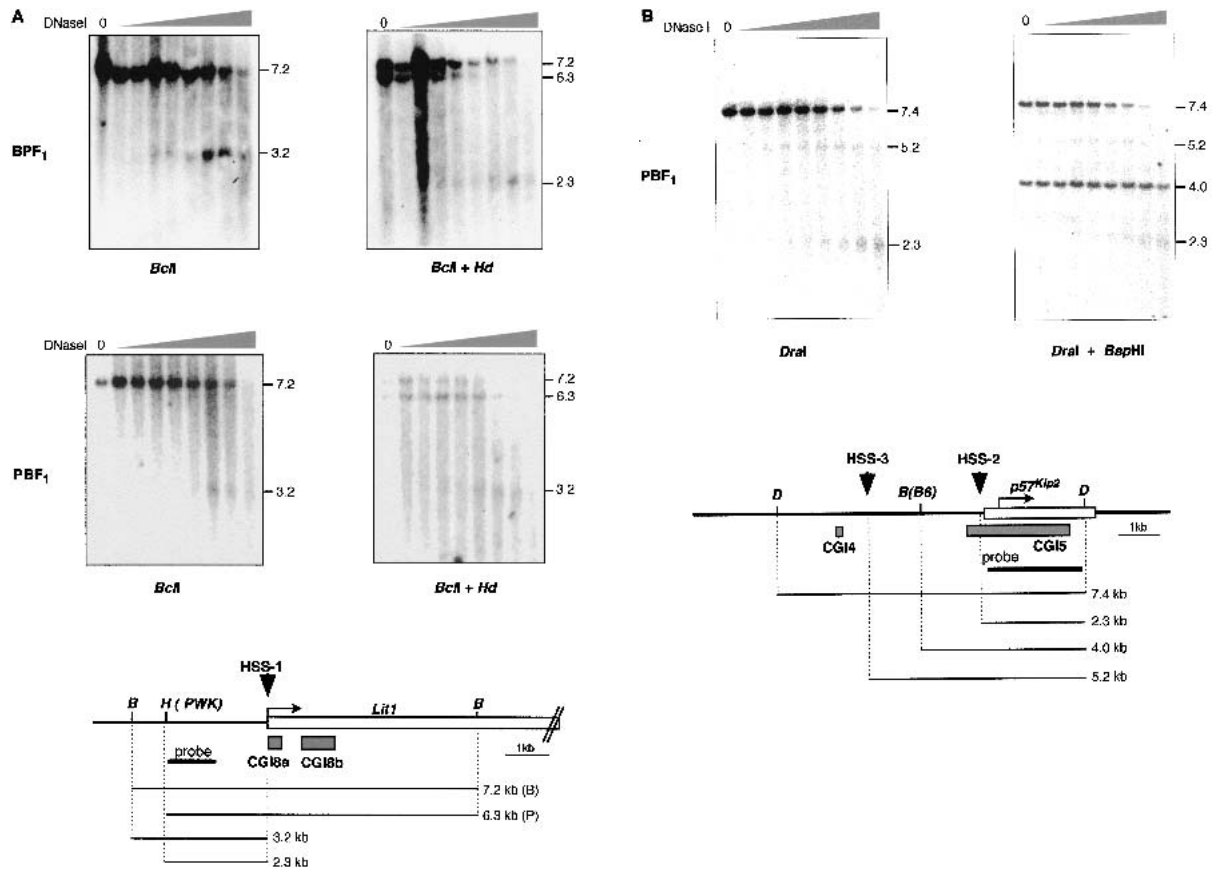 A
DNaseI
0
0
BPF1
7.2
3.2
7.2
6.3
2.3
BclI
BclI + Hd
DNaseI
0
0
PBF1
7.2
3.2
7.2
6.3
3.2
BclI
BclI + Hd
HSS-1
B
H ( PWK)
Lit1
B
probe
CGI8a
CGI8b
1kb
7.2 kb (B)
6.3 kb (P)
3.2 kb
2.3 kb
B
DNase I
0
0
PBF1
7.4
5.2
2.3
7.4
5.2
4.0
2.3
DraI
DraI + BspHI
HSS-3
HSS-2
D
B(B6)
p57Kip2
D
CGI4
CGI5
1kb
probe
7.4 kb
2.3 kb
4.0 kb
5.2 kb